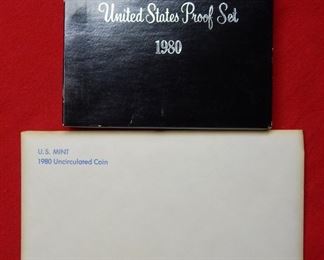 United States Proof Set
1980
U.S. MINT
1980 Uncirculated Coin